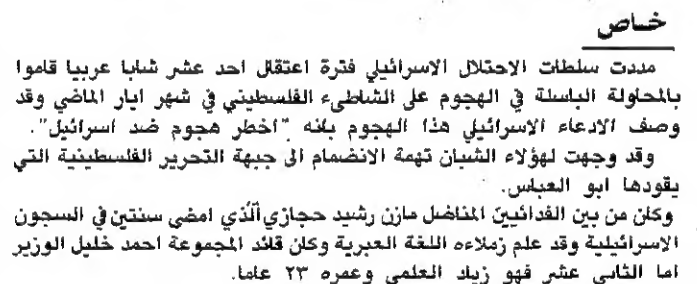 خاص
مددت سلطات الاحتلال الاسرائيلي فترة اعتقال احد عشر شابا عربيا قاموا
بالمحاولة الباسلة في الهجوم على الشاطىء الفلسطيني في شهر ايار الماضي وقد
وصف الادعاء الاسرائيلي هذا الهجوم بانه "اخطر هجوم ضد اسرائيل".
وقد وجهت لهؤلاء الشبان تهمة الانضمام الى جبهة التحرير الفلسطينية التي
يقودها ابو العباس.
وكان من بين الفدائيين المناضل مازن رشيد حجازي الذي امضى سنتين في السجون
الاسرائيلية وقد علم زملاءه اللغة العبرية وكان قائد المجموعة احمد خليل الوزير
اما الثاني عشر فهو زياد العلمي وعمره ٢٣ عاما.